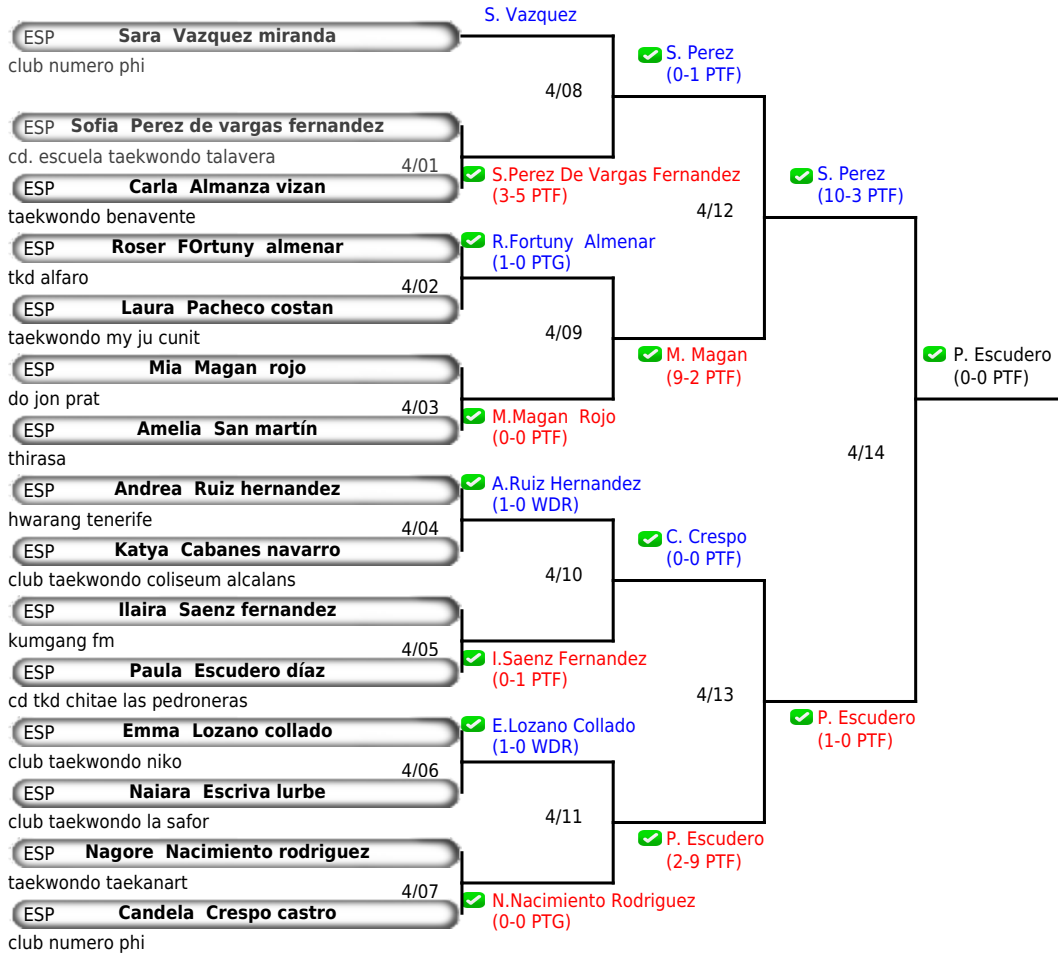 S. Vazquez
ESP Sara Vazquez miranda
club numero phi
S. Perez
(0-1 PTF)
4/08
ESP Sofia Perez de vargas fernandez
cd. escuela taekwondo talavera
4/01
ESP Carla Almanza vizan
taekwondo benavente
S.Perez De Vargas Fernandez
(3-5 PTF)
S. Perez
(10-3 PTF)
4/12
ESP Roser FOrtuny almenar
tkd alfaro
R.Fortuny Almenar
(1-0 PTG)
4/02
ESP Laura Pacheco costan
taekwondo my ju cunit
4/09
ESP Mia Magan rojo
do jon prat
M. Magan
(9-2 PTF)
P. Escudero
(0-0 PTF)
4/03
ESP Amelia San martín
thirasa
M.Magan Rojo
(0-0 PTF)
4/14
ESP Andrea Ruiz hernandez
hwarang tenerife
A.Ruiz Hernandez
(1-0 WDR)
4/04
ESP Katya Cabanes navarro
club taekwondo coliseum alcalans
C. Crespo
(0-0 PTF)
4/10
ESP Ilaira Saenz fernandez
kumgang fm
4/05
ESP Paula Escudero díaz
cd tkd chitae las pedroneras
I.Saenz Fernandez
(0-1 PTF)
4/13
ESP Emma Lozano collado
club taekwondo niko
E.Lozano Collado
(1-0 WDR)
P. Escudero
(1-0 PTF)
4/06
ESP Naiara Escriva lurbe
club taekwondo la safor
4/11
ESP Nagore Nacimiento rodriguez
taekwondo taekanart
P. Escudero
(2-9 PTF)
4/07
ESP Candela Crespo castro
club numero phi
N.Nacimiento Rodriguez
(0-0 PTG)